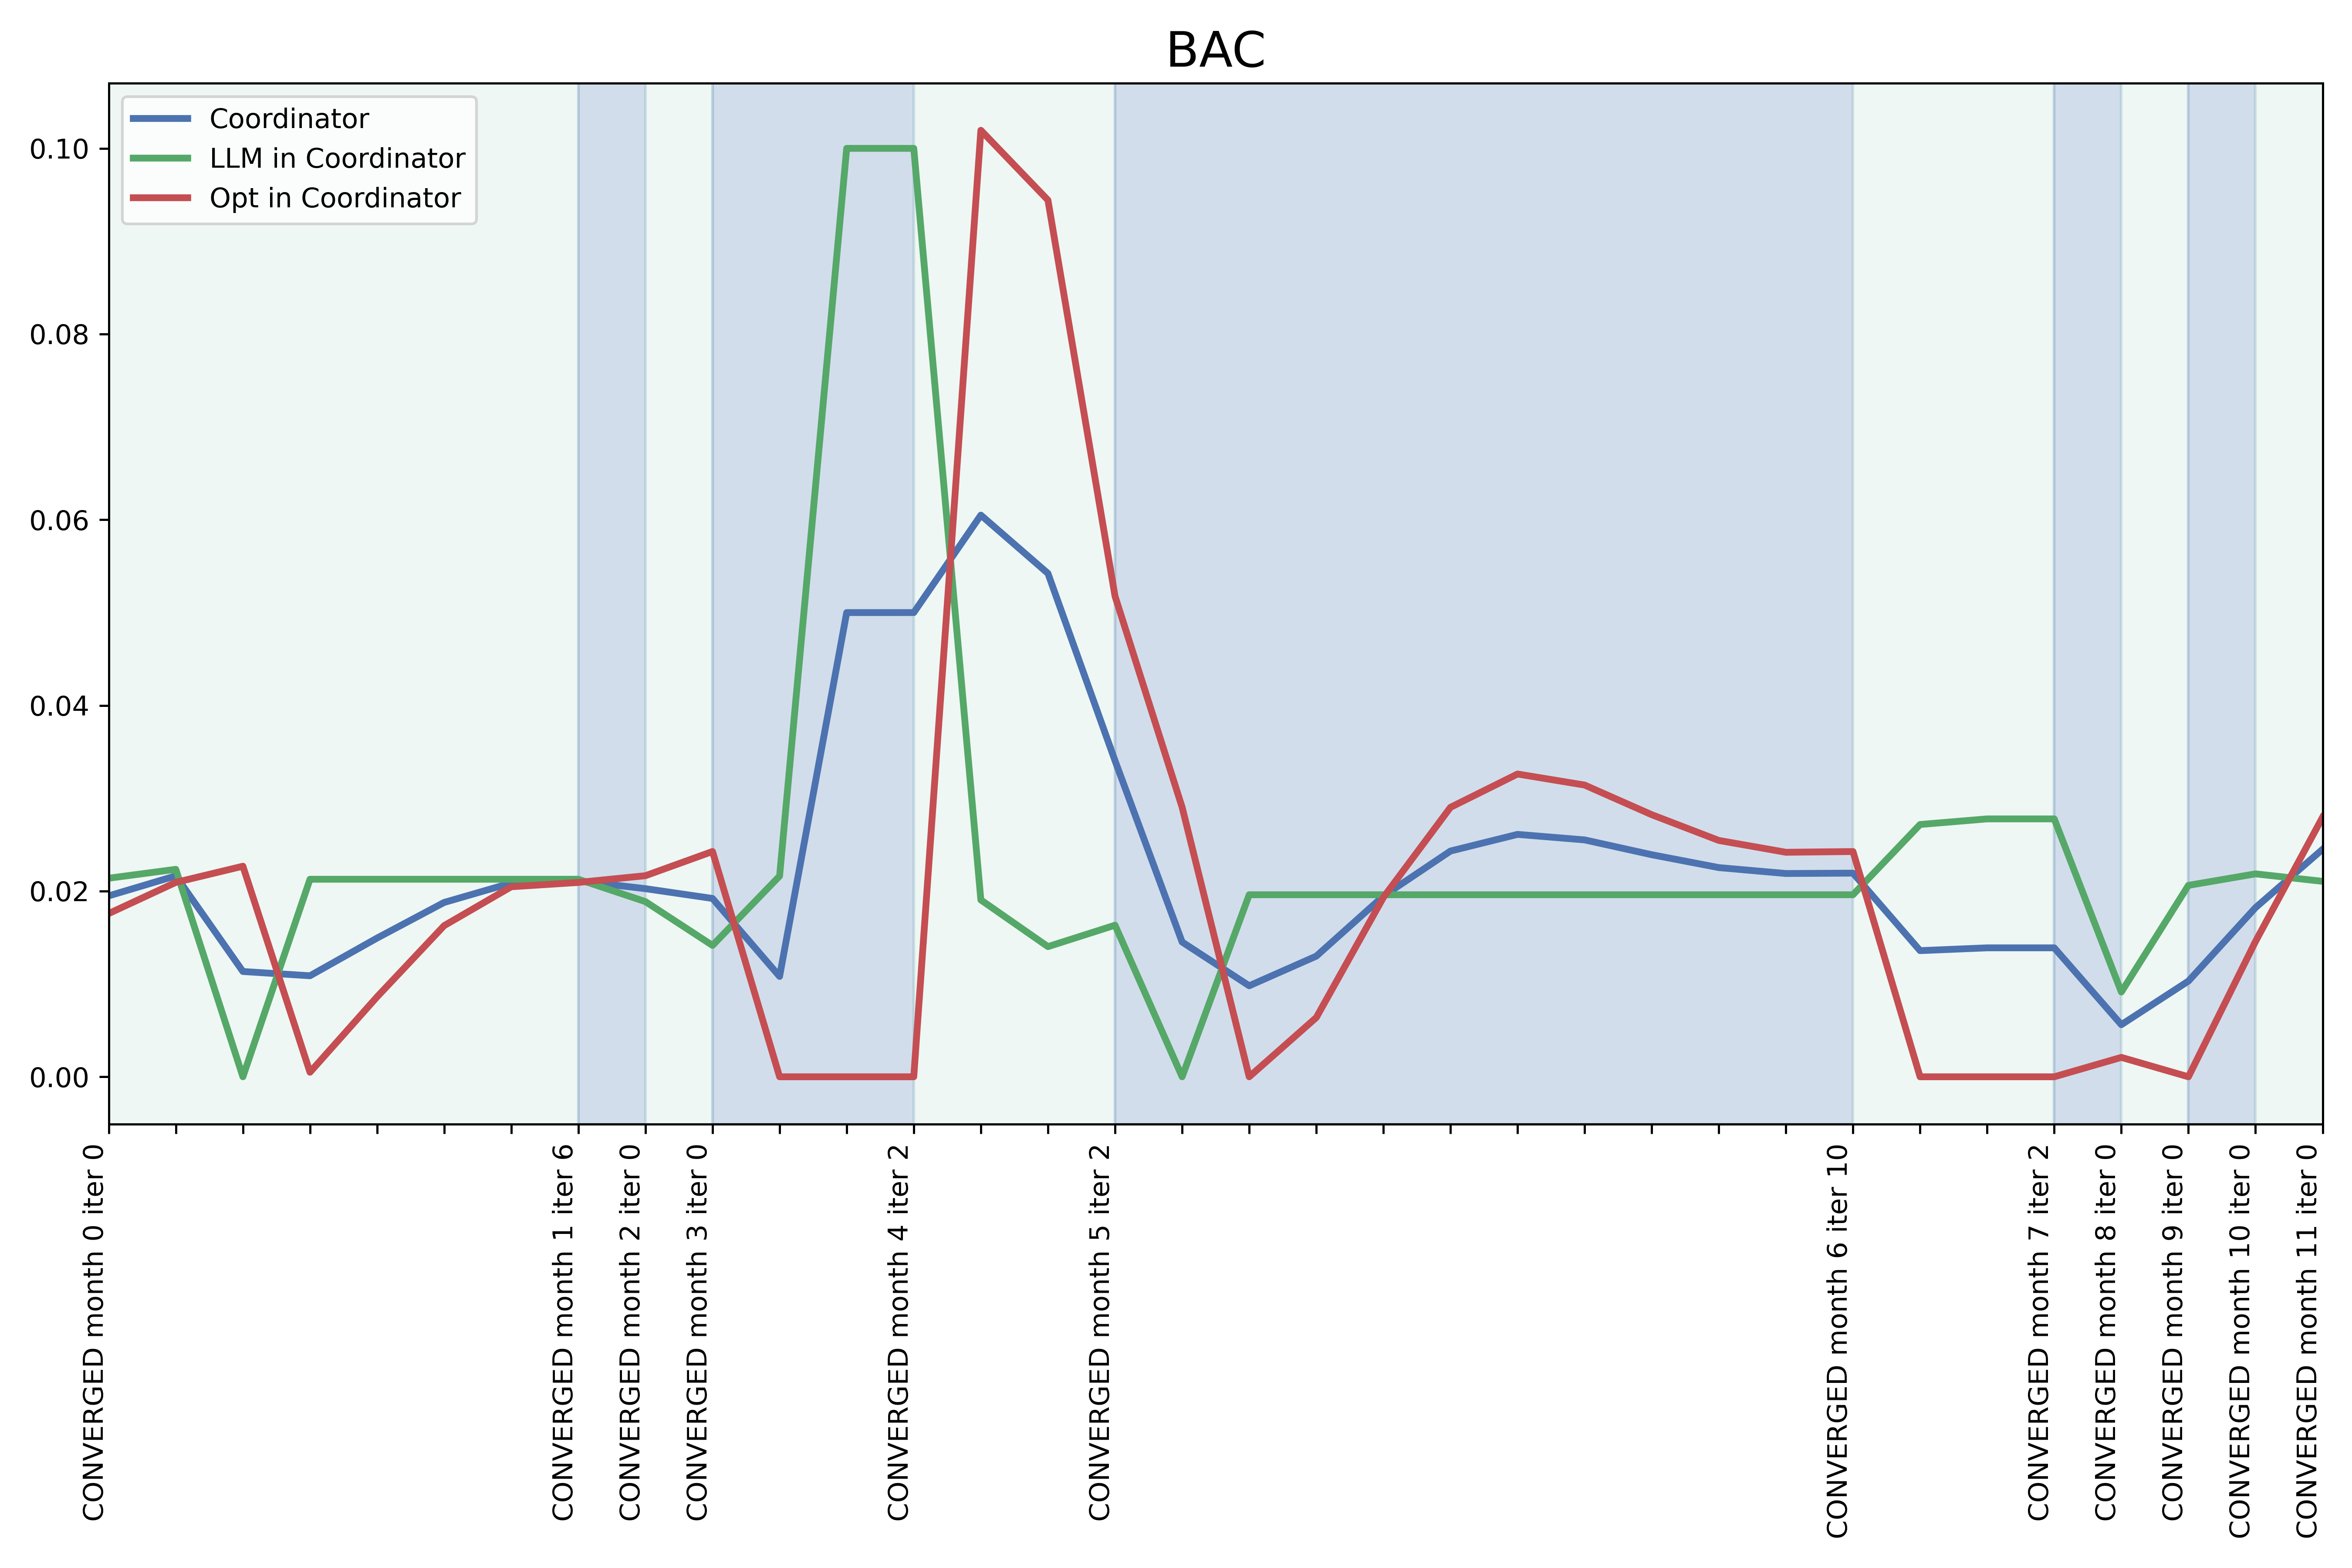 BAC
Coordinator
LLM in Coordinator
Opt in Coordinator
0.10
0.08
0.06
0.04
0.02
0.00
CONVERGED month 0 iter 0
CONVERGED month 1 iter 6
CONVERGED month 2 iter 0
CONVERGED month 3 iter 0
CONVERGED month 4 iter 2
CONVERGED month 5 iter 2
CONVERGED month 6 iter 10
CONVERGED month 7 iter 2
CONVERGED month 8 iter 0
CONVERGED month 9 iter 0
CONVERGED month 10 iter 0
CONVERGED month 11 iter 0